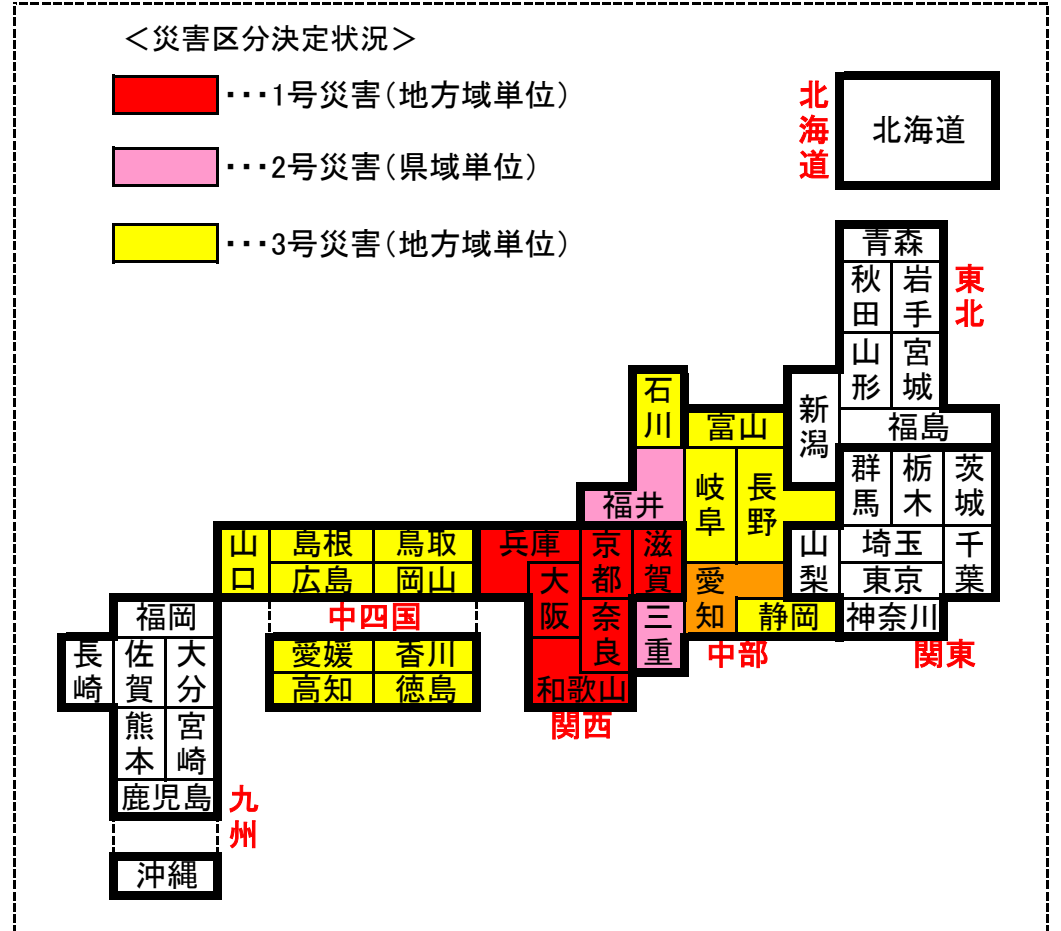 ＜災害区分決定状況＞
・・・1号災害（地方域単位）
・・・2号災害（県域単位）
・・・3号災害（地方域単位）
北海道
北海道
青森
秋田
岩手
東北
山形
宮城
石川
新潟
富山
福島
岐阜
長野
群馬
栃木
茨城
福井
山口
島根
鳥取
兵庫
京都
滋賀
山梨
埼玉
千葉
広島
岡山
大阪
愛知
東京
福岡
中四国
奈良
三重
静岡
神奈川
長崎
佐賀
大分
愛媛
香川
中部
関東
高知
徳島
和歌山
関西
熊本
宮崎
鹿児島
九州
沖縄